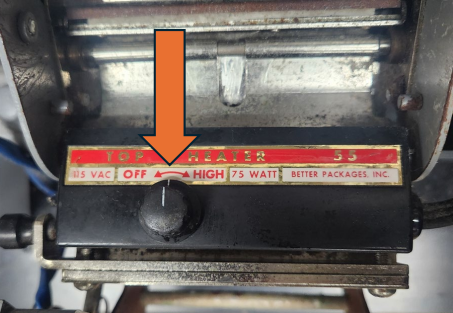 TOP HEATER 55
115 VAC OFF HIGH 75 WATT BETTER PACKAGES, INC.